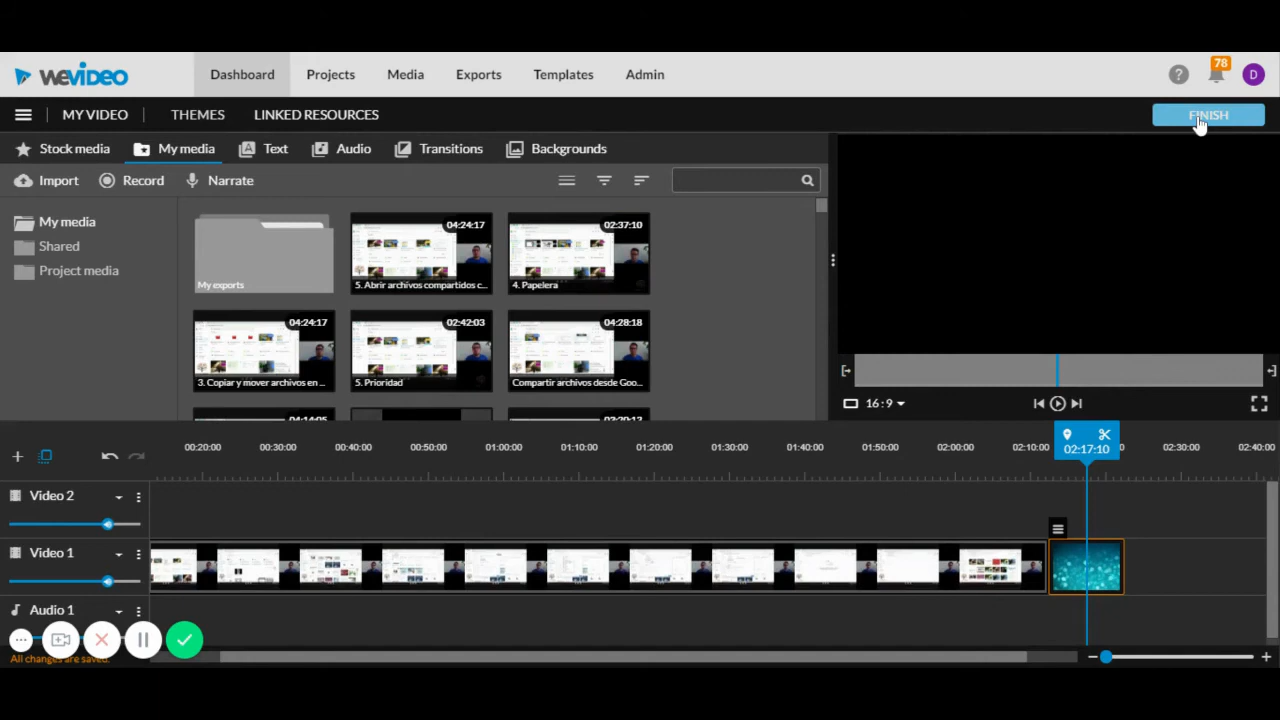 WEVIDEO Dashboard Projects Media Exports Templates Admin ? 78 D
MY VIDEO THEMES LINKED RESOURCES FINISH
Stock media My media Text Audio Transitions Backgrounds
Import Record Narrate
My media
Shared
Project media
My exports
04:24:17
5. Abrir archivos compartidos c...
02:37:10
4. Papelera
04:24:17
3. Copiar y mover archivos en ...
02:42:03
5. Prioridad
04:28:18
Compartir archivos desde Goo...
16:9
00:20:00 00:30:00 00:40:00 00:50:00 01:00:00 01:10:00 01:20:00 01:30:00 01:40:00 01:50:00 02:00:00 02:10:00 02:30:00 02:40:00
02:17:10
Video 2
Video 1
Audio 1
All changes are saved.